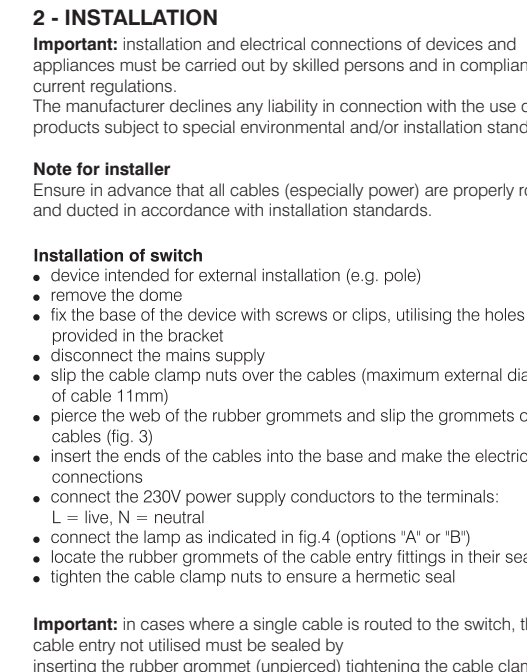 2 - INSTALLATION
Important: installation and electrical connections of devices and
appliances must be carried out by skilled persons and in
current regulations.
The manufacturer declines any liability in connection with the use
products subject to special environmental and/or installation
Note for installer
Ensure in advance that all cables (especially power) are properly
and ducted in accordance with installation standards.
Installation of switch
• device intended for external installation (e.g. pole)
• remove the dome
• fix the base of the device with screws or clips, utilising the holes
provided in the bracket
• disconnect the mains supply
• slip the cable clamp nuts over the cables (maximum external
of cable 11mm)
• pierce the web of the rubber grommets and slip the grommets
cables (fig. 3)
• insert the ends of the cables into the base and make the
connections
• connect the 230V power supply conductors to the terminals:
L = live, N = neutral
• connect the lamp as indicated in fig.4 (options "A" or "B")
• locate the rubber grommets of the cable entry fittings in their
• tighten the cable clamp nuts to ensure a hermetic seal
Important: in cases where a single cable is routed to the switch,
cable entry not utilised must be sealed by
inserting the rubber grommet (unpierced) tightening the cable